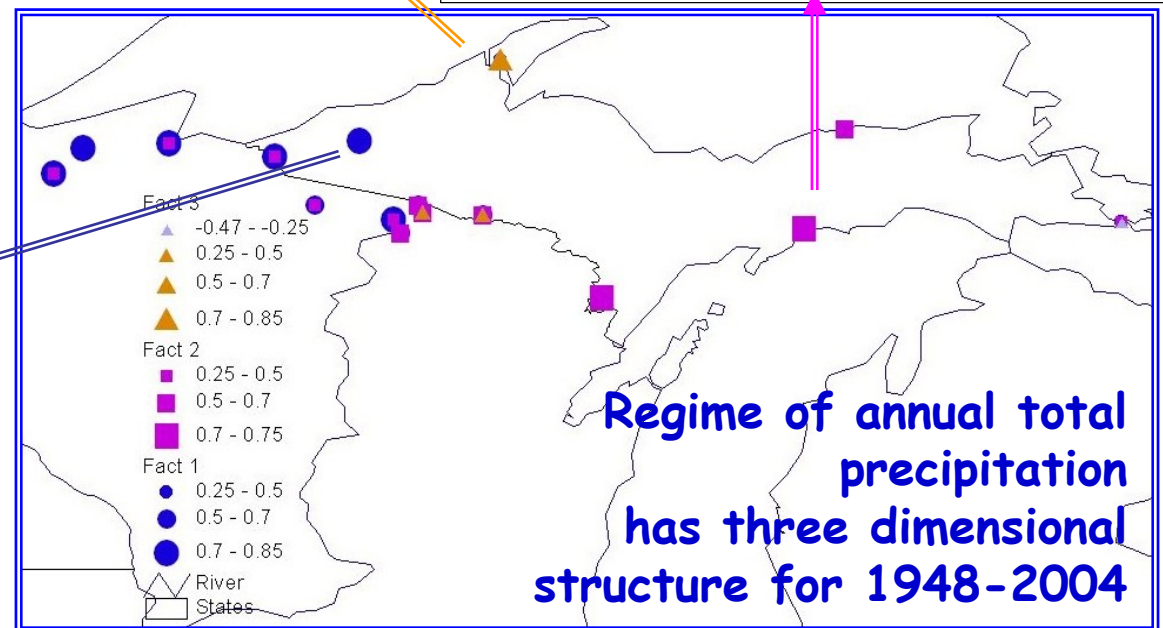 Fact 3
-0.47 - -0.25
0.25 - 0.5
0.5 - 0.7
0.7 - 0.85
Fact 2
0.25 - 0.5
0.5 - 0.7
0.7 - 0.75
Fact 1
0.25 - 0.5
0.5 - 0.7
0.7 - 0.85
River
States
Regime of annual total
precipitation
has three dimensional
structure for 1948-2004